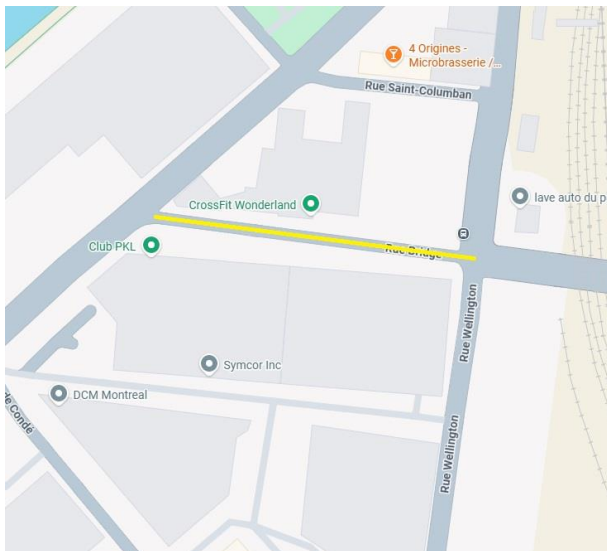 4 Origines -
Microbrasserie /...
Rue Saint-Columban
CrossFit Wonderland
lave auto du p
Club PKL
Rue Bridge
Rue Wellington
Symcor Inc
DCM Montreal
de Condé
Rue Wellington